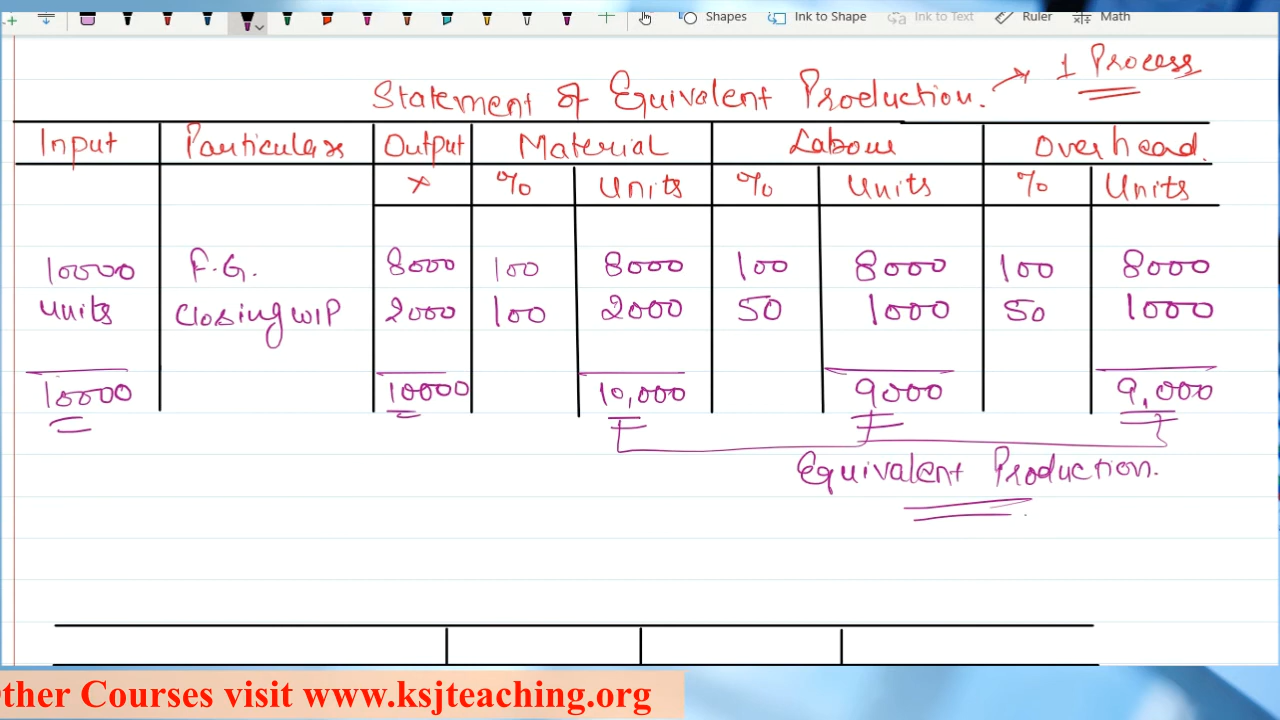 Shapes Ink to Shape Ink to Text Ruler Math
Statement of Equivalent Production. → 1 Process
Input Particulars Output Material Labour Overhead.
x % Units % Units % Units
10000 F.G. 8000 100 8000 100 8000 100 8000
Units Closing WIP 2000 100 2000 50 1000 50 1000
10000 10000 10,000 9000 9,000
Equivalent Production.
ther Courses visit www.ksjteaching.org